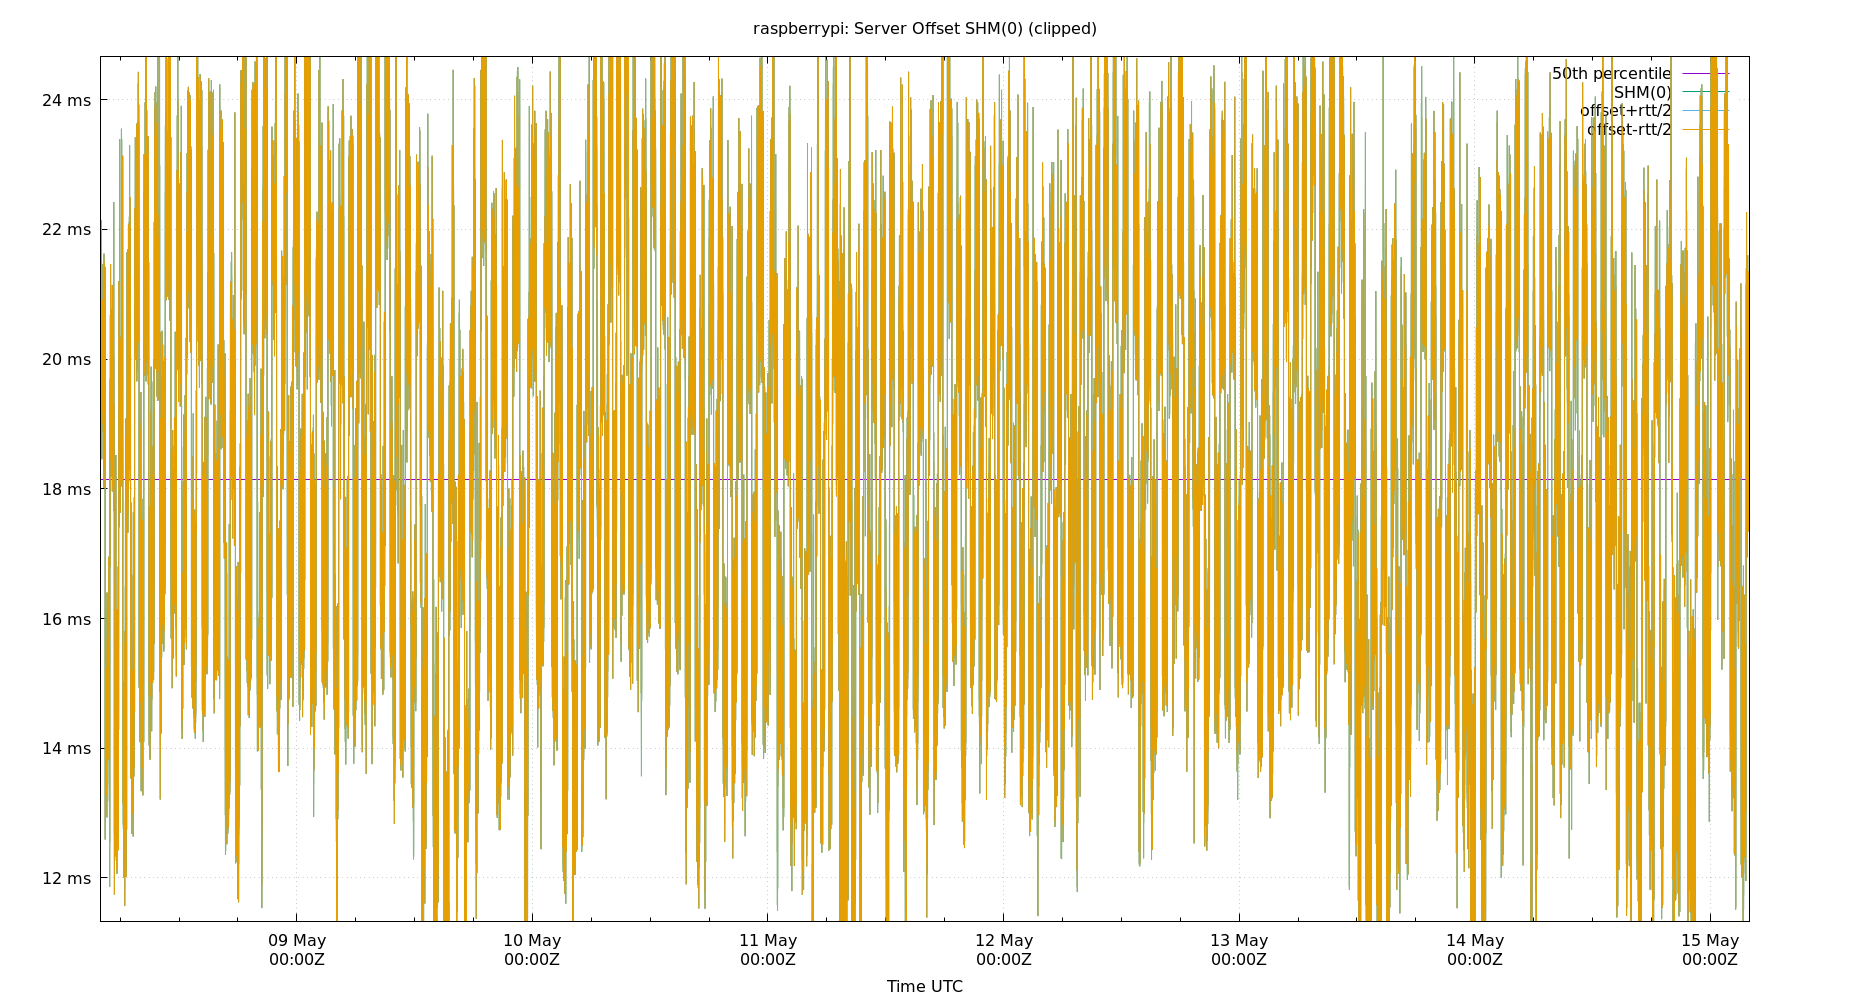 raspberrypi: Server Offset SHM(0) (clipped)
50th percentile
SHM(0)
offset+rtt/2
offset-rtt/2
24 ms
22 ms
20 ms
18 ms
16 ms
14 ms
12 ms
09 May 10 May 11 May 12 May 13 May 14 May 15 May
00:00Z 00:00Z 00:00Z 00:00Z 00:00Z 00:00Z 00:00Z
Time UTC